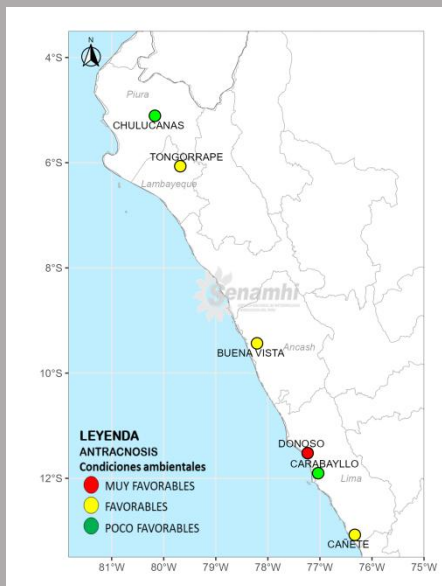 N
4°S
Piura
CHULUCANAS
TONGORRAPE
6°S
Lambayeque
8°S
Senamhi
BUENA VISTA
Ancash
10°S
DONOSO
CARABAYLLO
12°S
Lima
CAÑETE
LEYENDA
ANTRACNOSIS
Condiciones ambientales
MUY FAVORABLES
FAVORABLES
POCO FAVORABLES
81°W 80°W 79°W 78°W 77°W 76°W 75°W